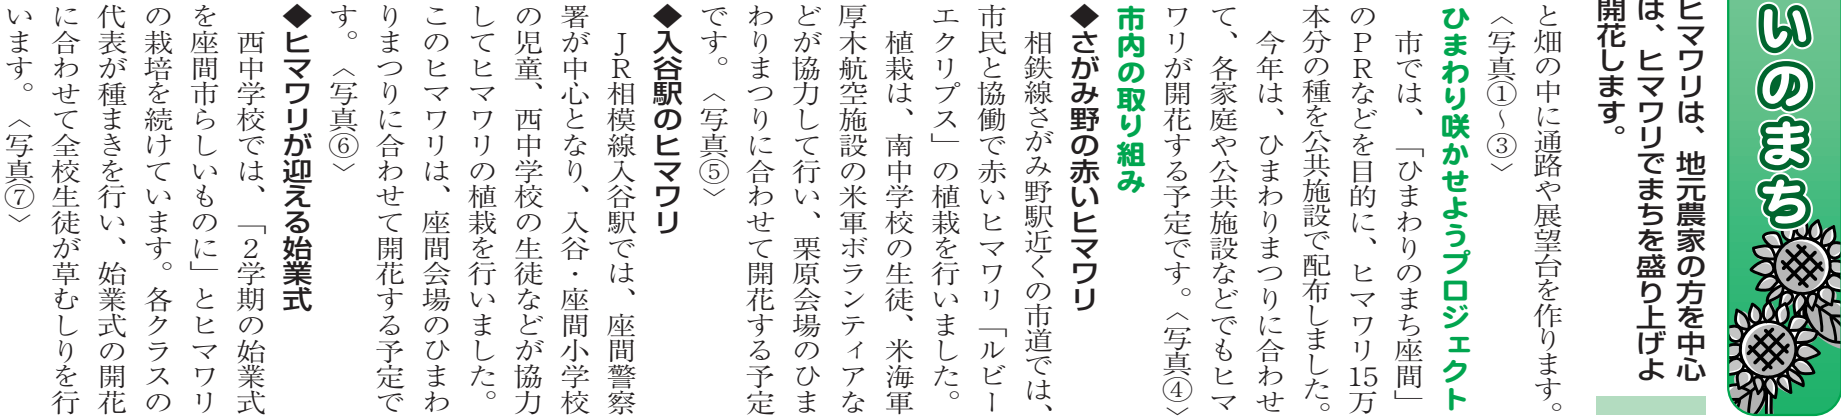 いのまち
ヒマワリは、地元農家の方を中心
は、ヒマワリでまちを盛り上げよ
開花します。
と畑の中に通路や展望台を作ります。
〈写真①～③〉
ひまわり咲かせようプロジェクト
市では、「ひまわりのまち座間」
のＰＲなどを目的に、ヒマワリ15万
本分の種を公共施設で配布しました。
今年は、ひまわりまつりに合わせ
て、各家庭や公共施設などでもヒマ
ワリが開花する予定です。〈写真④〉
市内の取り組み
◆さがみ野の赤いヒマワリ
相鉄線さがみ野駅近くの市道では、
市民と協働で赤いヒマワリ「ルビー
エクリプス」の植栽を行いました。
植栽は、南中学校の生徒、米海軍
厚木航空施設の米軍ボランティアな
どが協力して行い、栗原会場のひま
わりまつりに合わせて開花する予定
です。〈写真⑤〉
◆入谷駅のヒマワリ
ＪＲ相模線入谷駅では、座間警察
署が中心となり、入谷・座間小学校
の児童、西中学校の生徒などが協力
してヒマワリの植栽を行いました。
このヒマワリは、座間会場のひまわ
りまつりに合わせて開花する予定で
す。〈写真⑥〉
◆ヒマワリが迎える始業式
西中学校では、「２学期の始業式
を座間市らしいものに」とヒマワリ
の栽培を続けています。各クラスの
代表が種まきを行い、始業式の開花
に合わせて全校生徒が草むしりを行
います。〈写真⑦〉